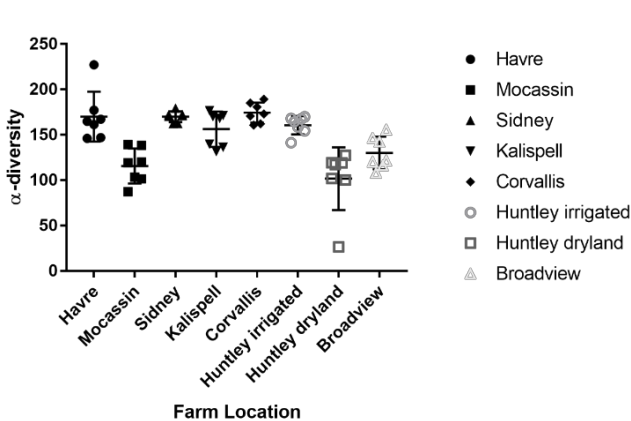 250
200
150
100
50
0
α-diversity
Havre
Mocassin
Sidney
Kalispell
Corvallis
Huntley irrigated
Huntley dryland
Broadview
Farm Location
Havre
Mocassin
Sidney
Kalispell
Corvallis
Huntley irrigated
Huntley dryland
Broadview